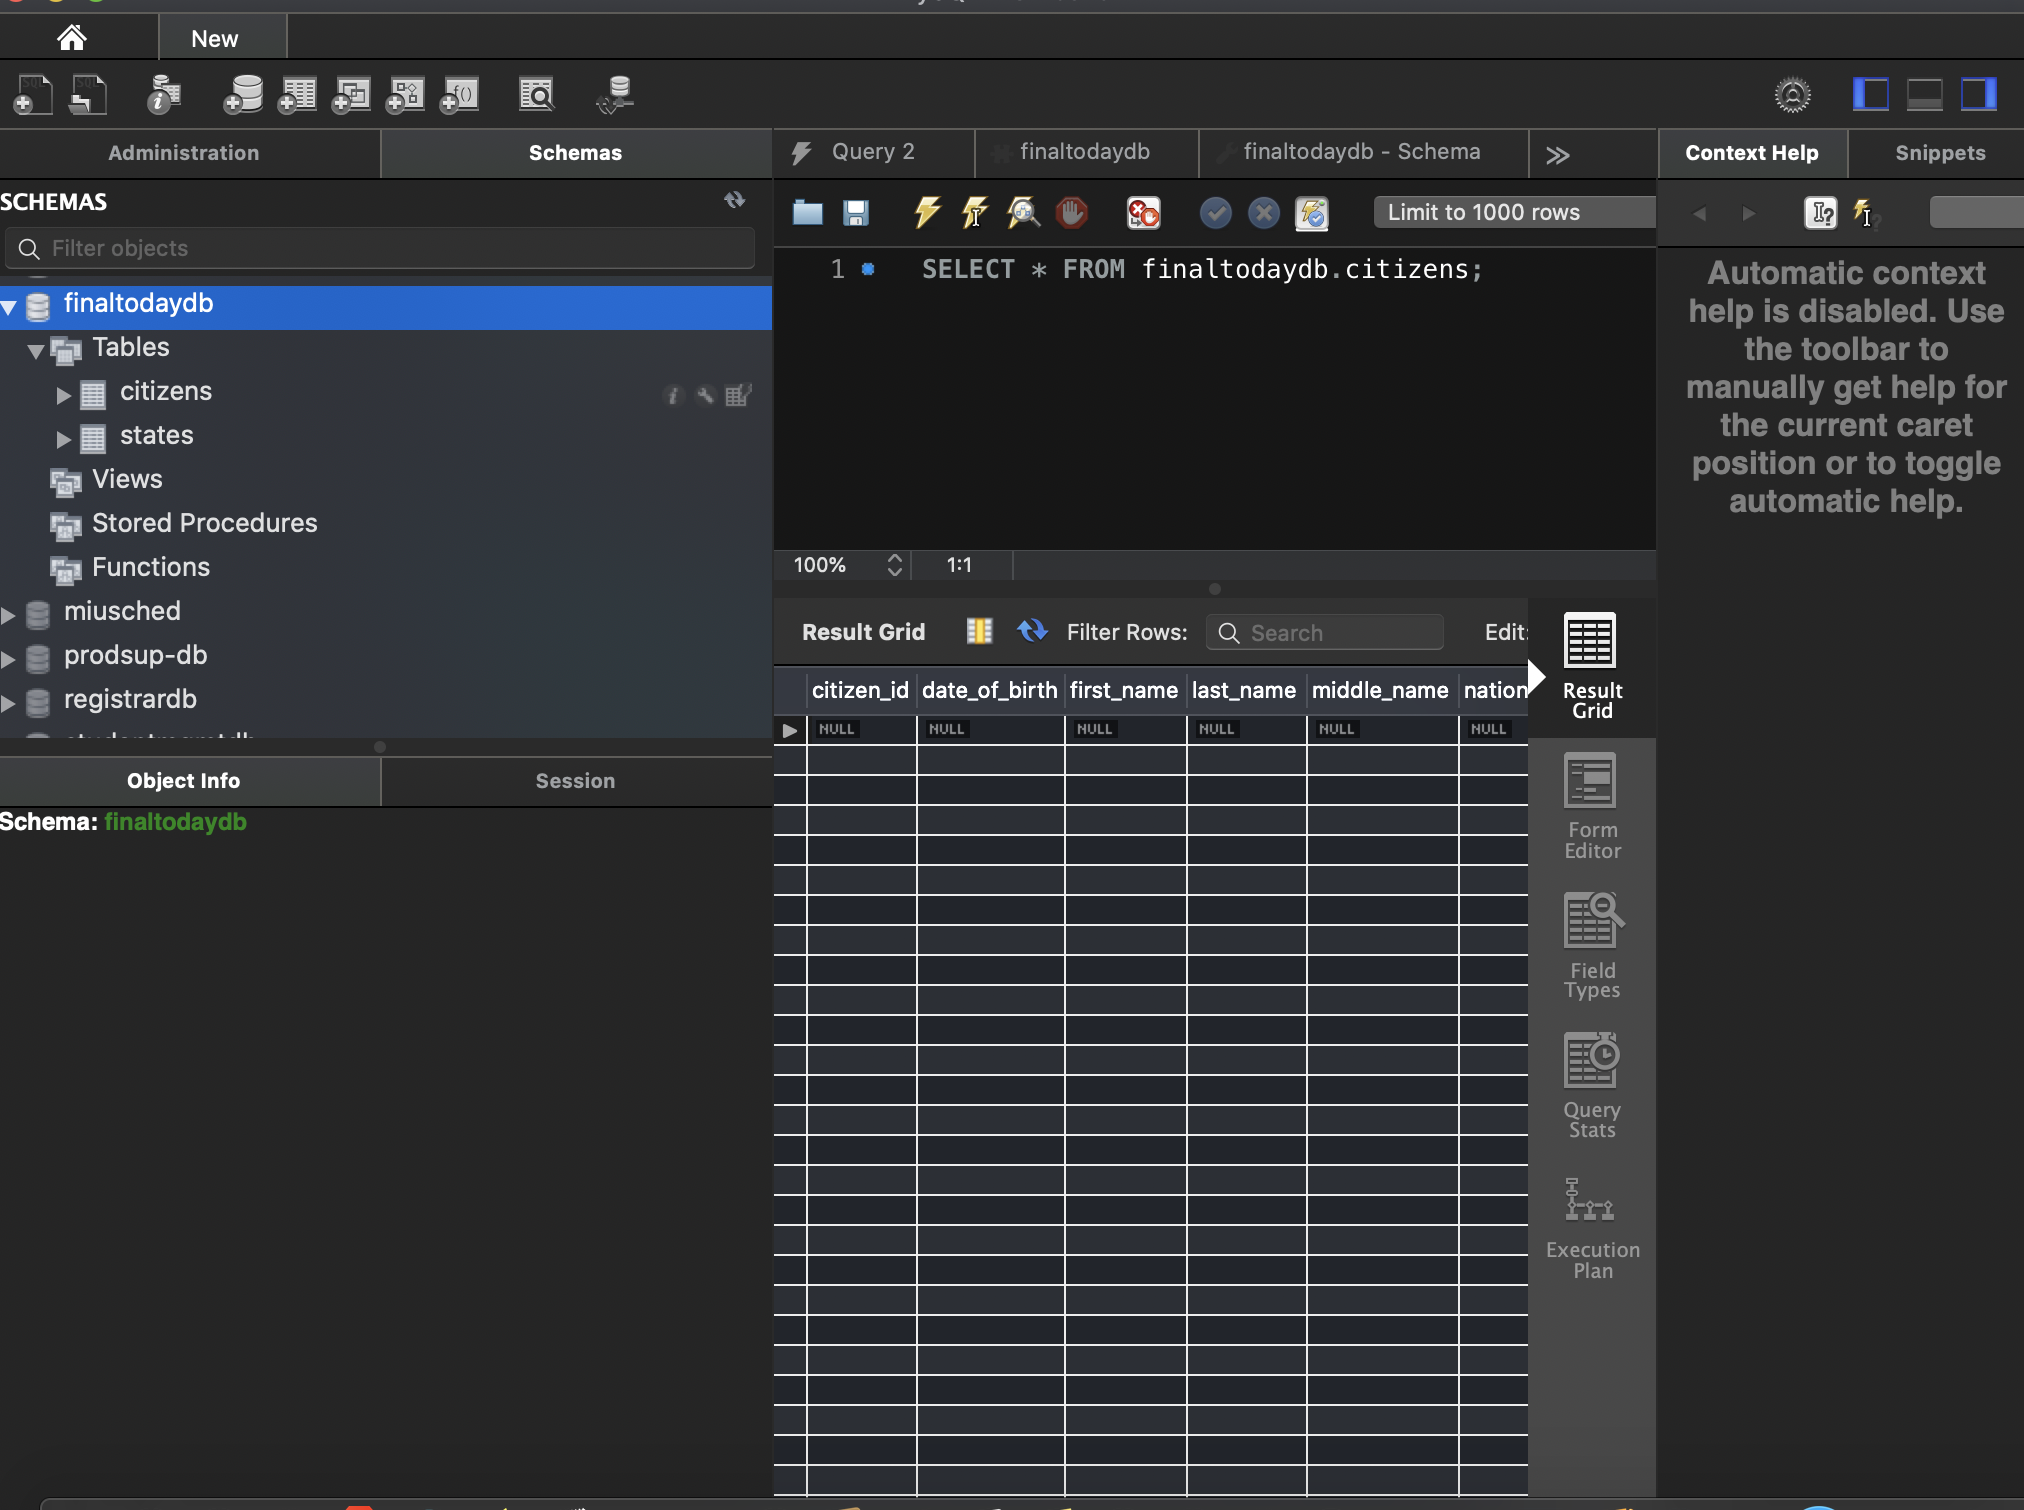 New
Administration
Schemas
Query 2
finaltodaydb
finaltodaydb - Schema
Context Help
Snippets
SCHEMAS
Filter objects
Limit to 1000 rows
finaltodaydb
Tables
citizens
states
Views
Stored Procedures
Functions
miusched
prodsup-db
registrardb
1 SELECT * FROM finaltodaydb.citizens;
Automatic context
help is disabled. Use
the toolbar to
manually get help for
the current caret
position or to toggle
automatic help.
100% 1:1
Result Grid Filter Rows: Search Edit:
citizen_id date_of_birth first_name last_name middle_name nation
NULL NULL NULL NULL NULL NULL
Result
Grid
Form
Editor
Field
Types
Query
Stats
Execution
Plan
Object Info
Session
Schema: finaltodaydb